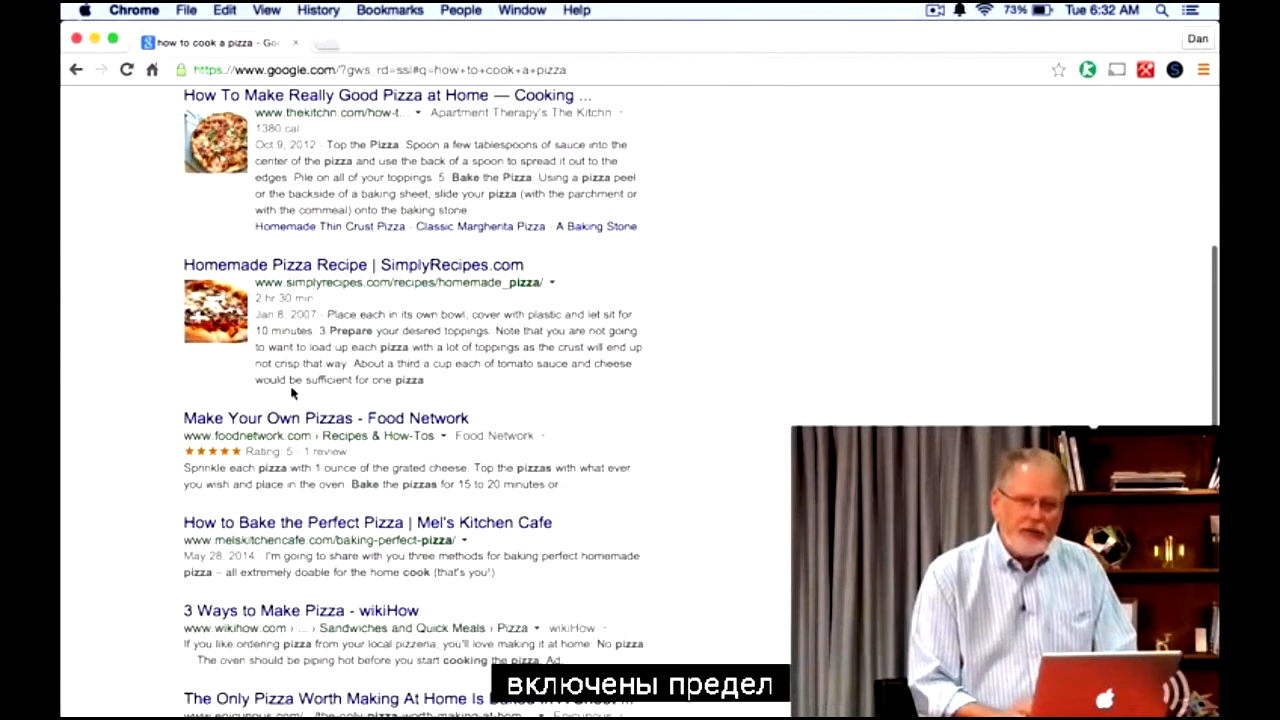 Chrome File Edit View History Bookmarks People Window Help 73% Tue 6:32 AM
how to cook a pizza - Go
Dan
https://www.google.com/?gws_rd=ssl#q=how+to+cook+a+pizza
How To Make Really Good Pizza at Home — Cooking ...
www.thekitchn.com/how-t... Apartment Therapy's The Kitchn
1380 cal
Oct 9, 2012 · Top the Pizza. Spoon a few tablespoons of sauce into the
center of the pizza and use the back of a spoon to spread it out to the
edges. Pile on all of your toppings. 5. Bake the Pizza. Using a pizza peel
or the backside of a baking sheet, slide your pizza (with the parchment or
with the cornmeal) onto the baking stone
Homemade Thin Crust Pizza · Classic Margherita Pizza · A Baking Stone
Homemade Pizza Recipe | SimplyRecipes.com
www.simplyrecipes.com/recipes/homemade_pizza/
2 hr 30 min
Jan 8, 2007 · Place each in its own bowl, cover with plastic and let sit for
10 minutes. 3 Prepare your desired toppings. Note that you are not going
to want to load up each pizza with a lot of toppings as the crust will end up
not crisp that way. About a third a cup each of tomato sauce and cheese
would be sufficient for one pizza
Make Your Own Pizzas - Food Network
www.foodnetwork.com › Recipes & How-Tos Food Network
Rating: 5 · 1 review
Sprinkle each pizza with 1 ounce of the grated cheese. Top the pizzas with what ever
you wish and place in the oven. Bake the pizzas for 15 to 20 minutes or
How to Bake the Perfect Pizza | Mel's Kitchen Cafe
www.melskitchencafe.com/baking-perfect-pizza/
May 28, 2014 · I'm going to share with you three methods for baking perfect homemade
pizza – all extremely doable for the home cook (that's you!)
3 Ways to Make Pizza - wikiHow
www.wikihow.com › ... › Sandwiches and Quick Meals › Pizza wikiHow
If you like ordering pizza from your local pizzeria, you'll love making it at home. No pizza
The oven should be piping hot before you start cooking the pizza. Ad.
включены предел
The Only Pizza Worth Making At Home Is